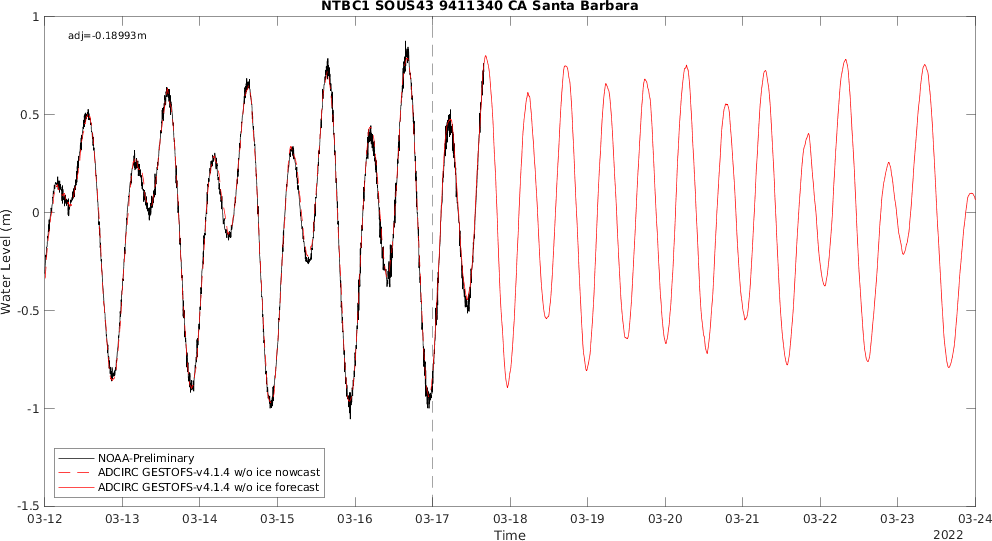 NTBC1 SOUS43 9411340 CA Santa Barbara
adj=-0.18993m
1
0.5
0
-0.5
-1
-1.5
Water Level (m)
NOAA-Preliminary
ADCIRC GESTOFS-v4.1.4 w/o ice nowcast
ADCIRC GESTOFS-v4.1.4 w/o ice forecast
03-12 03-13 03-14 03-15 03-16 03-17 03-18 03-19 03-20 03-21 03-22 03-23 03-24
Time
2022